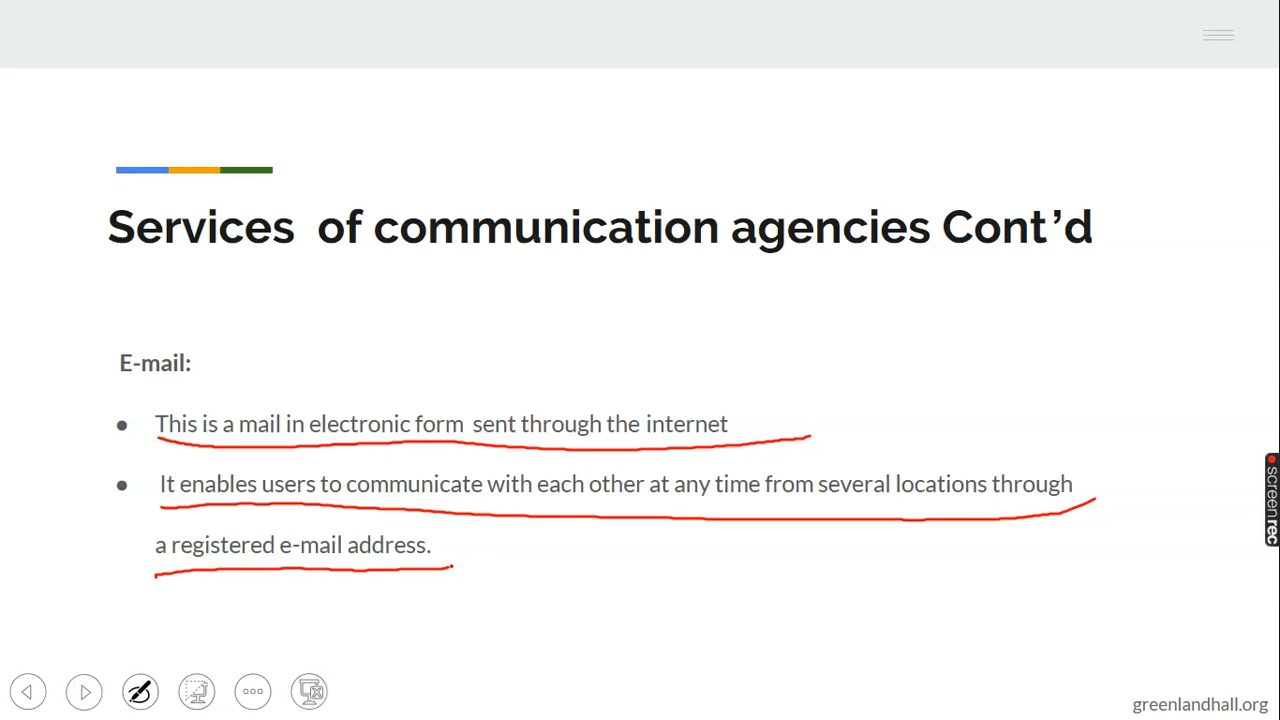 Services of communication agencies Cont’d
E-mail:
● This is a mail in electronic form sent through the internet
● It enables users to communicate with each other at any time from several locations through
a registered e-mail address.
screenrec
greenlandhall.org